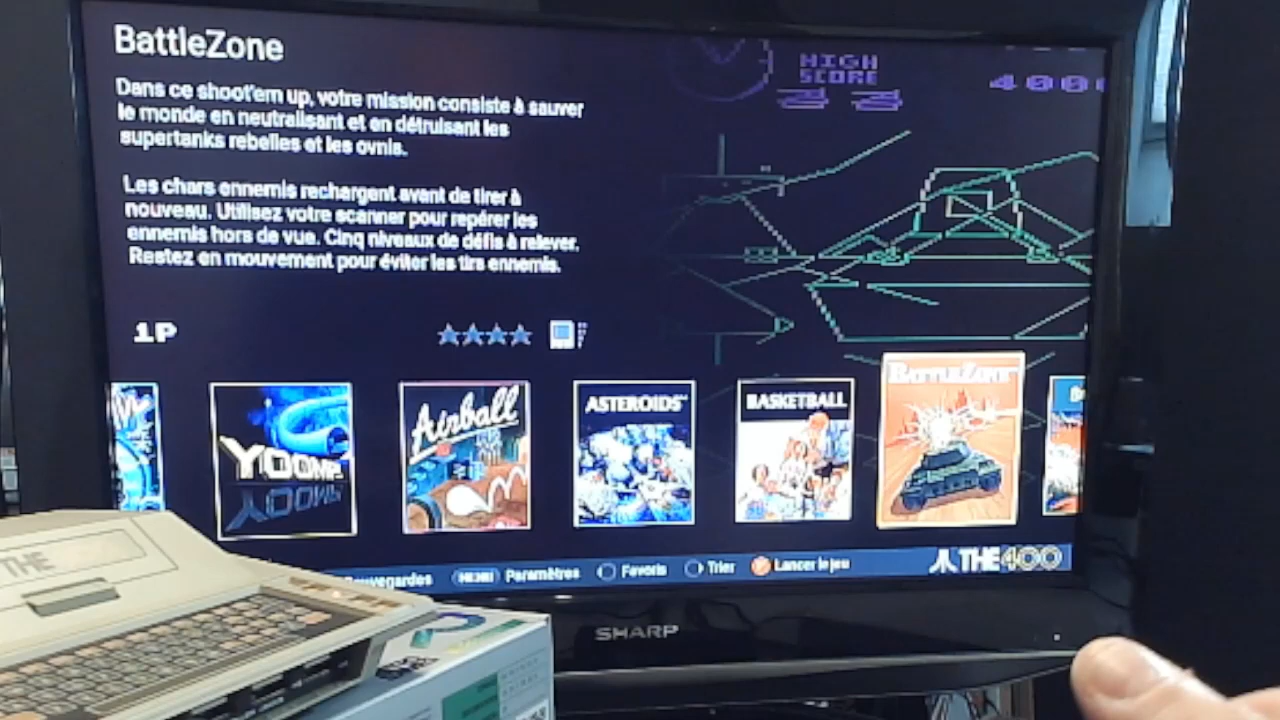 BattleZone
HIGH
SCORE
Dans ce shoot'em up, votre mission consiste à sauver
le monde en neutralisant et en détruisant les
supertanks rebelles et les ovnis.
Les chars ennemis rechargent avant de tirer à
nouveau. Utilisez votre scanner pour repérer les
ennemis hors de vue. Cinq niveaux de défis à relever.
Restez en mouvement pour éviter les tirs ennemis.
1P
YOOMP
Airball
ASTEROIDS
BASKETBALL
BATTLEZONE
MENU Paramètres Favoris Trier Lancer le jeu
THE400
THE
SHARP